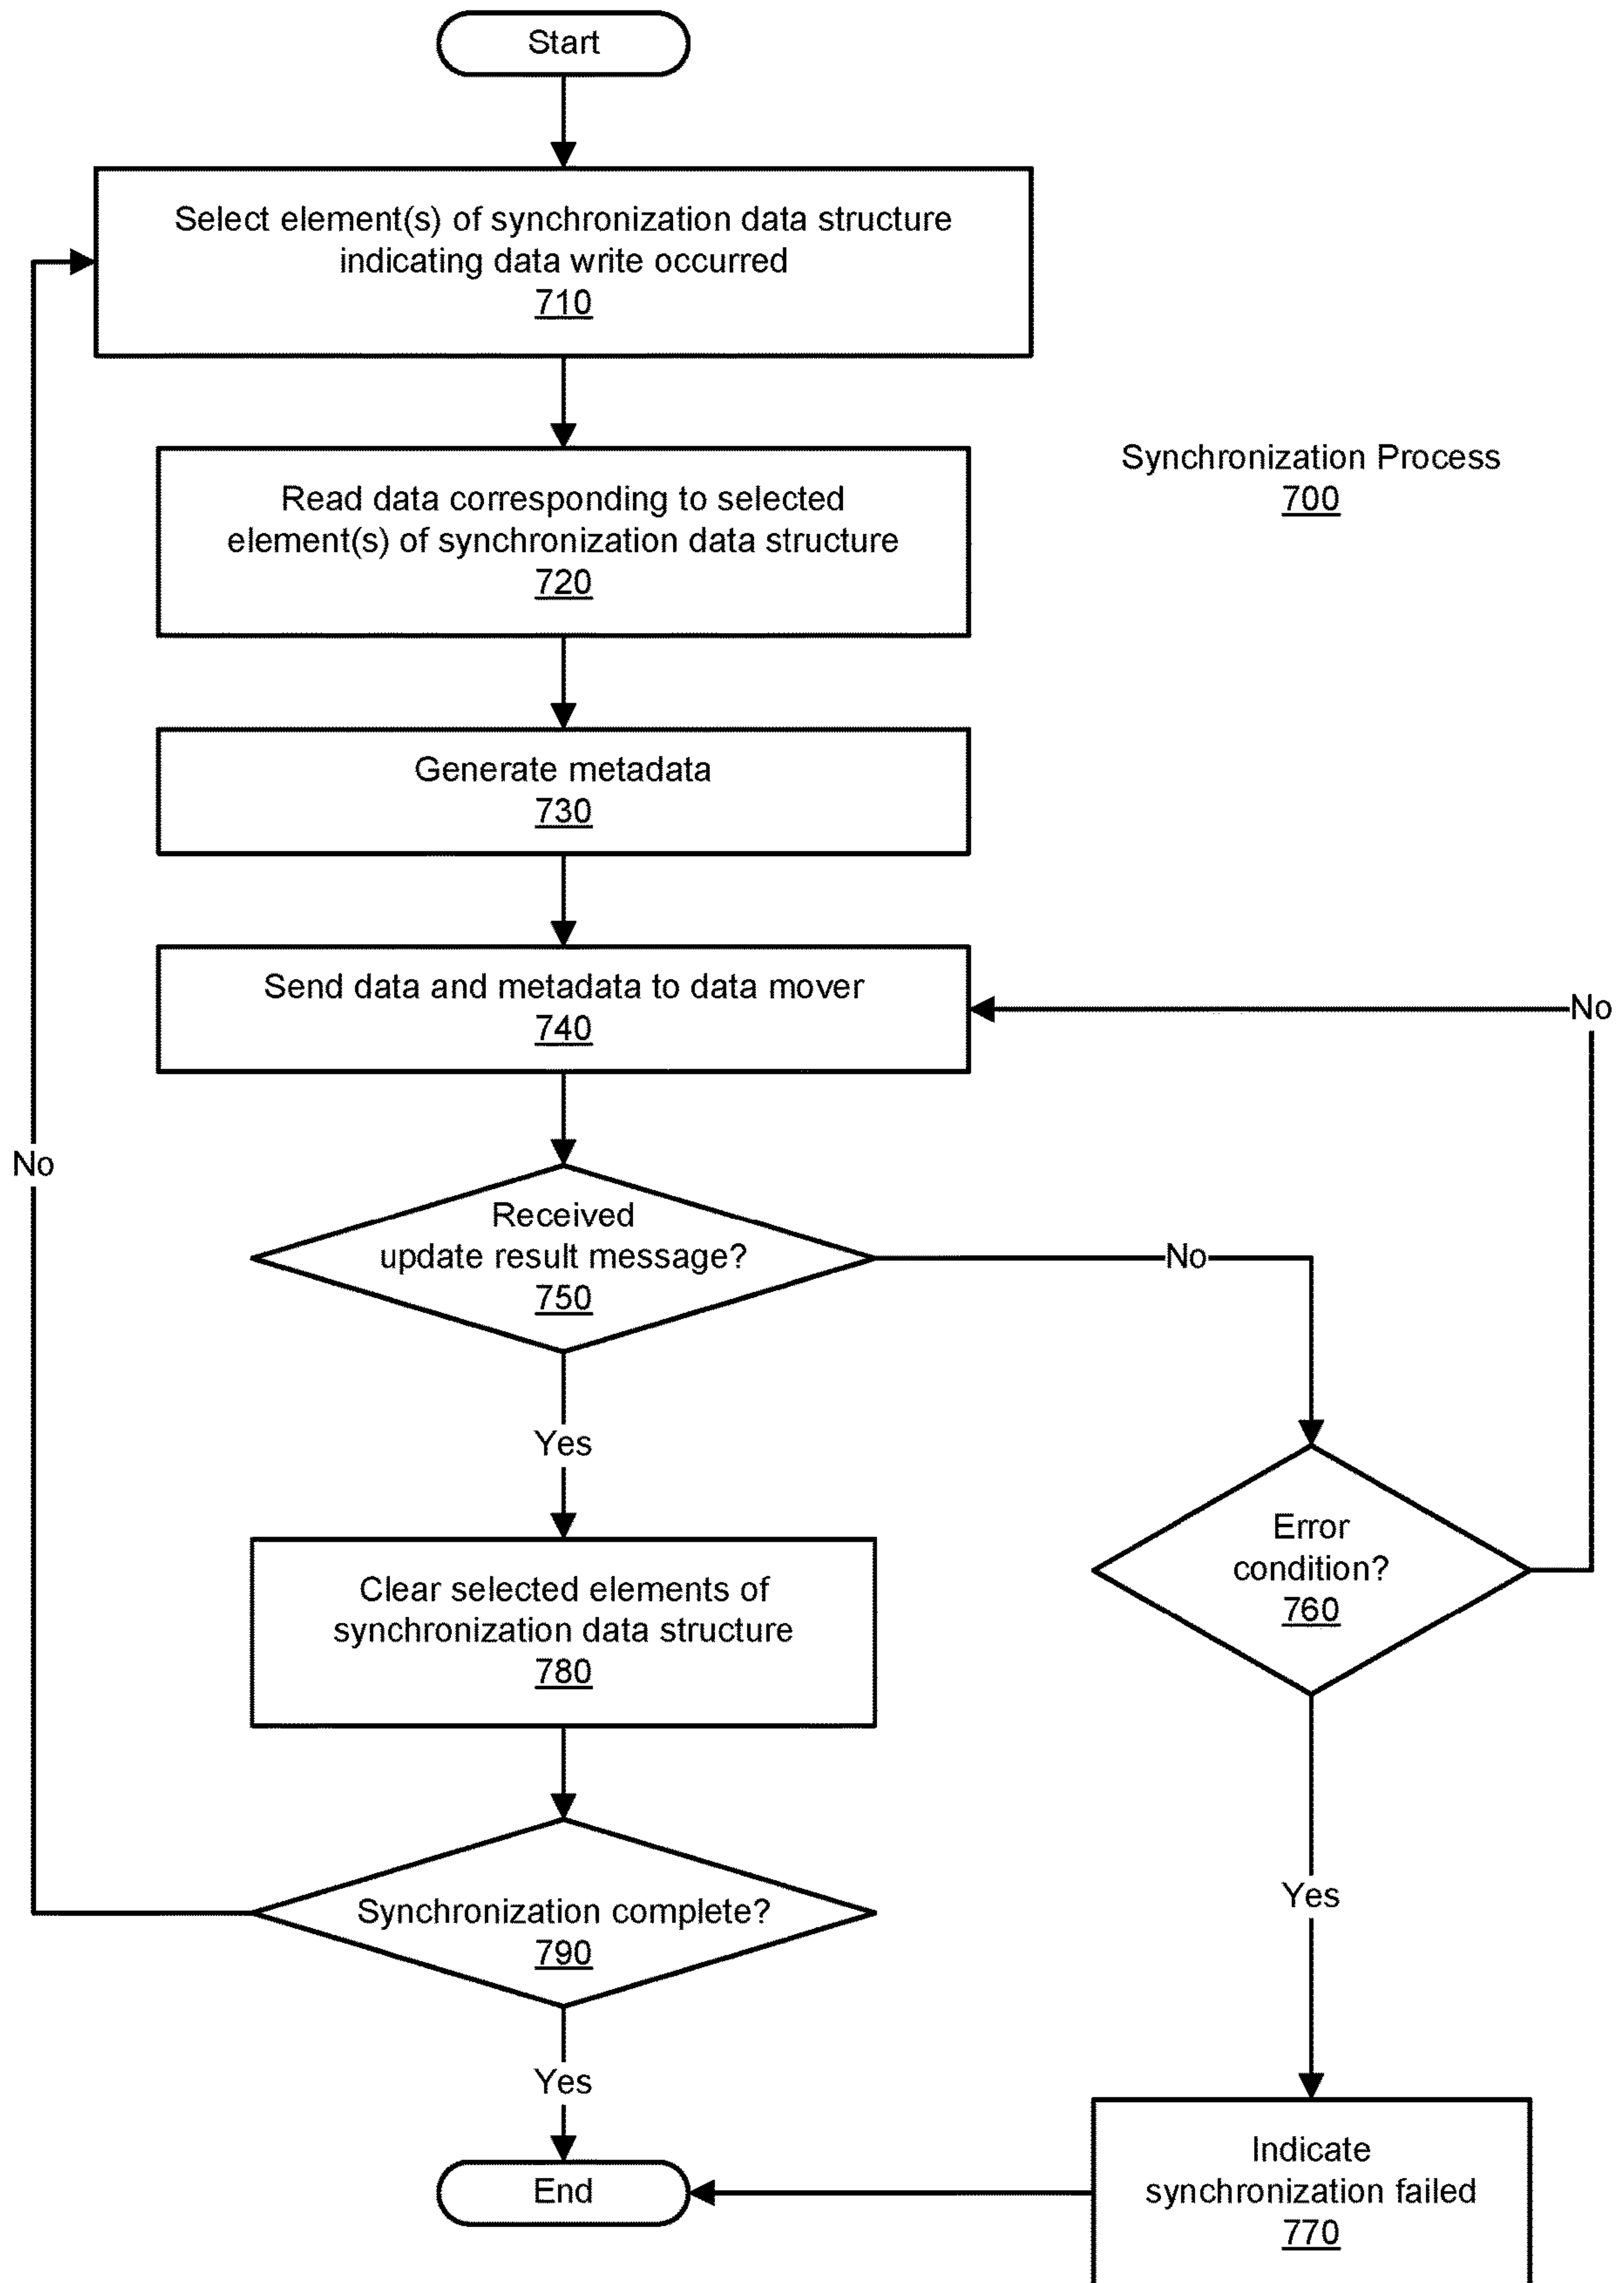 Start
Select element(s) of synchronization data structure
indicating data write occurred
710
Synchronization Process
700
Read data corresponding to selected
element(s) of synchronization data structure
720
Generate metadata
730
Send data and metadata to data mover
740
No
No
Received
update result message?
750
No
Yes
Error
condition?
760
Clear selected elements of
synchronization data structure
780
Yes
Synchronization complete?
790
Yes
Indicate
synchronization failed
770
End